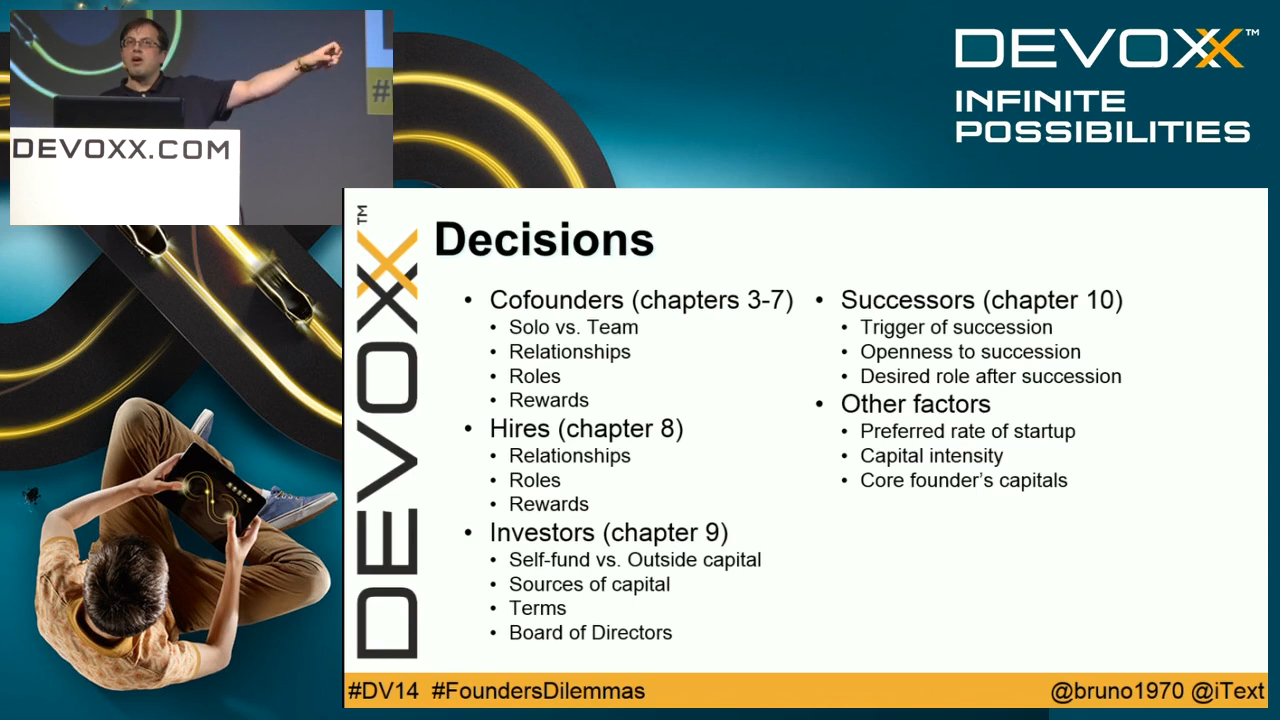 DEVOXX™
INFINITE
POSSIBILITIES
#
DEVOXX.COM
DEVOXX™
Decisions
• Cofounders (chapters 3-7)
• Solo vs. Team
• Relationships
• Roles
• Rewards
• Hires (chapter 8)
• Relationships
• Roles
• Rewards
• Investors (chapter 9)
• Self-fund vs. Outside capital
• Sources of capital
• Terms
• Board of Directors
• Successors (chapter 10)
• Trigger of succession
• Openness to succession
• Desired role after succession
• Other factors
• Preferred rate of startup
• Capital intensity
• Core founder's capitals
#DV14 #FoundersDilemmas
@bruno1970 @iText